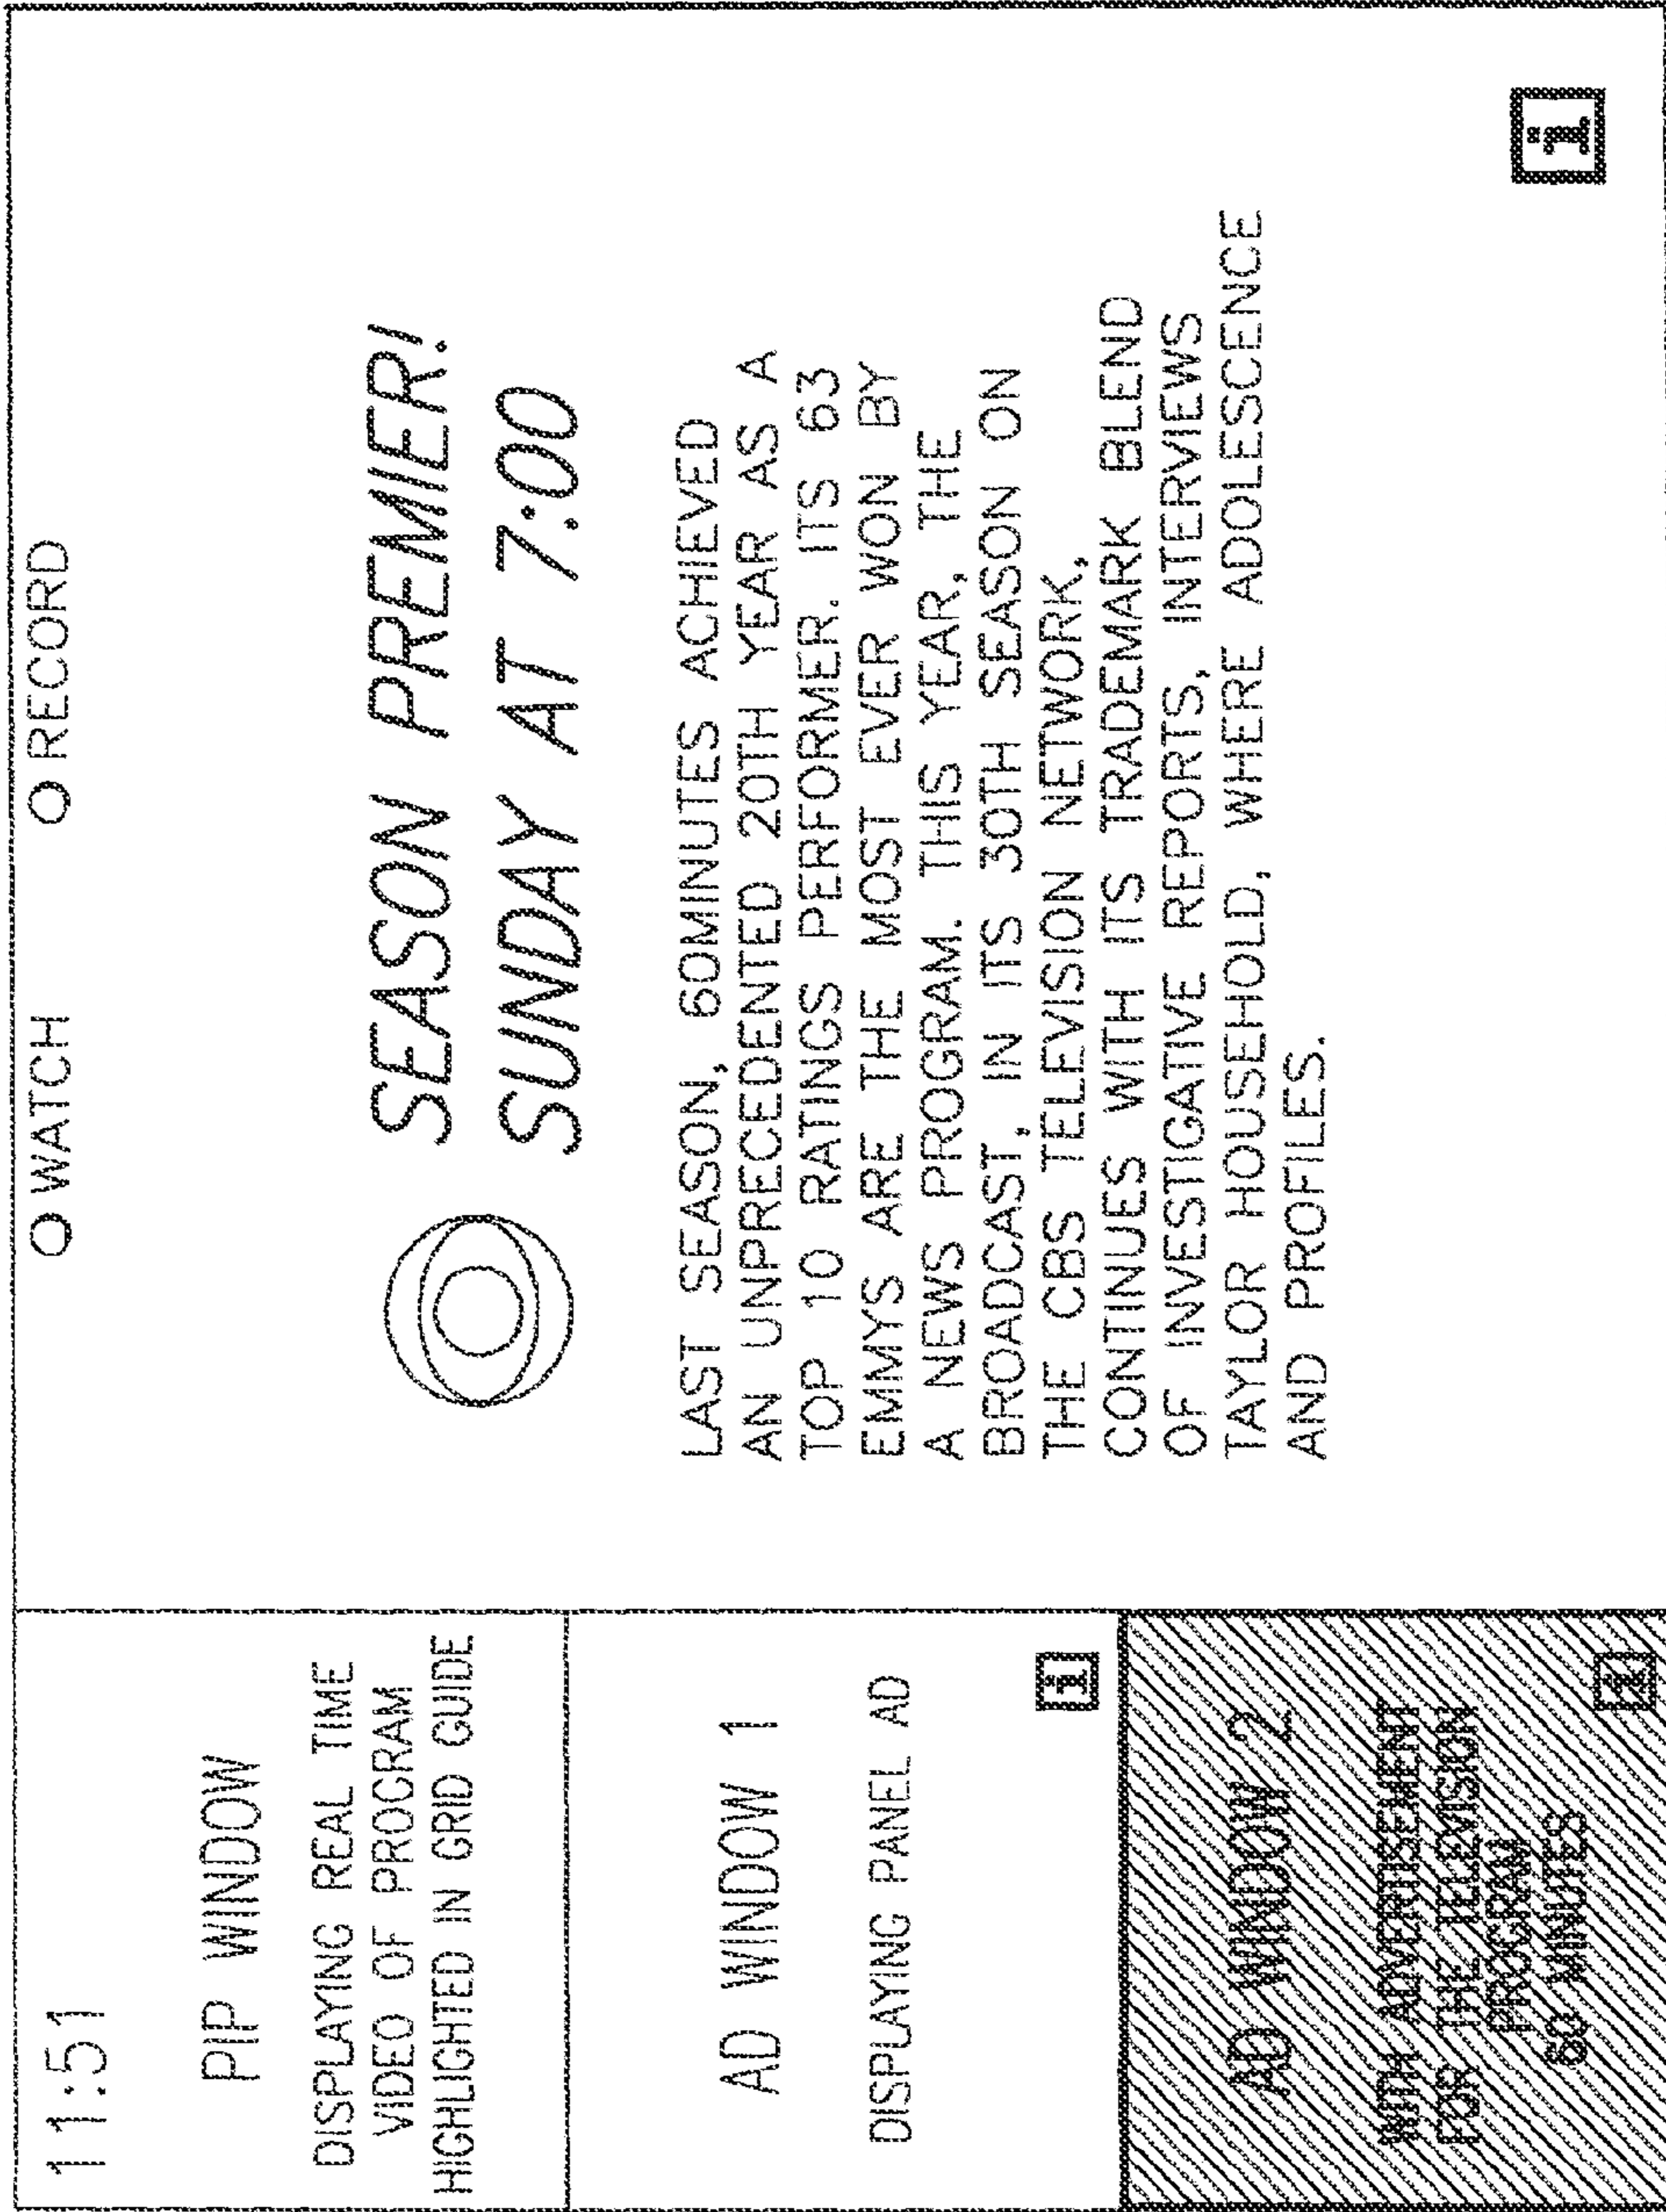 11:51
PIP WINDOW
DISPLAYING REAL TIME
VIDEO OF PROGRAM
HIGHLIGHTED IN GRID GUIDE
AD WINDOW 1
DISPLAYING PANEL AD
i
AD WINDOW 2
WITH ADVERTISEMENT
FOR THE TELEVISION
PROGRAM
60 MINUTES
O WATCH O RECORD
SEASON PREMIER!
SUNDAY AT 7:00
LAST SEASON, 60MINUTES ACHIEVED
AN UNPRECEDENTED 20TH YEAR AS A
TOP 10 RATINGS PERFORMER. ITS 63
EMMYS ARE THE MOST EVER WON BY
A NEWS PROGRAM. THIS YEAR, THE
BROADCAST, IN ITS 30TH SEASON ON
THE CBS TELEVISION NETWORK,
CONTINUES WITH ITS TRADEMARK BLEND
OF INVESTIGATIVE REPORTS, INTERVIEWS
TAYLOR HOUSEHOLD, WHERE ADOLESCENCE
AND PROFILES.
i